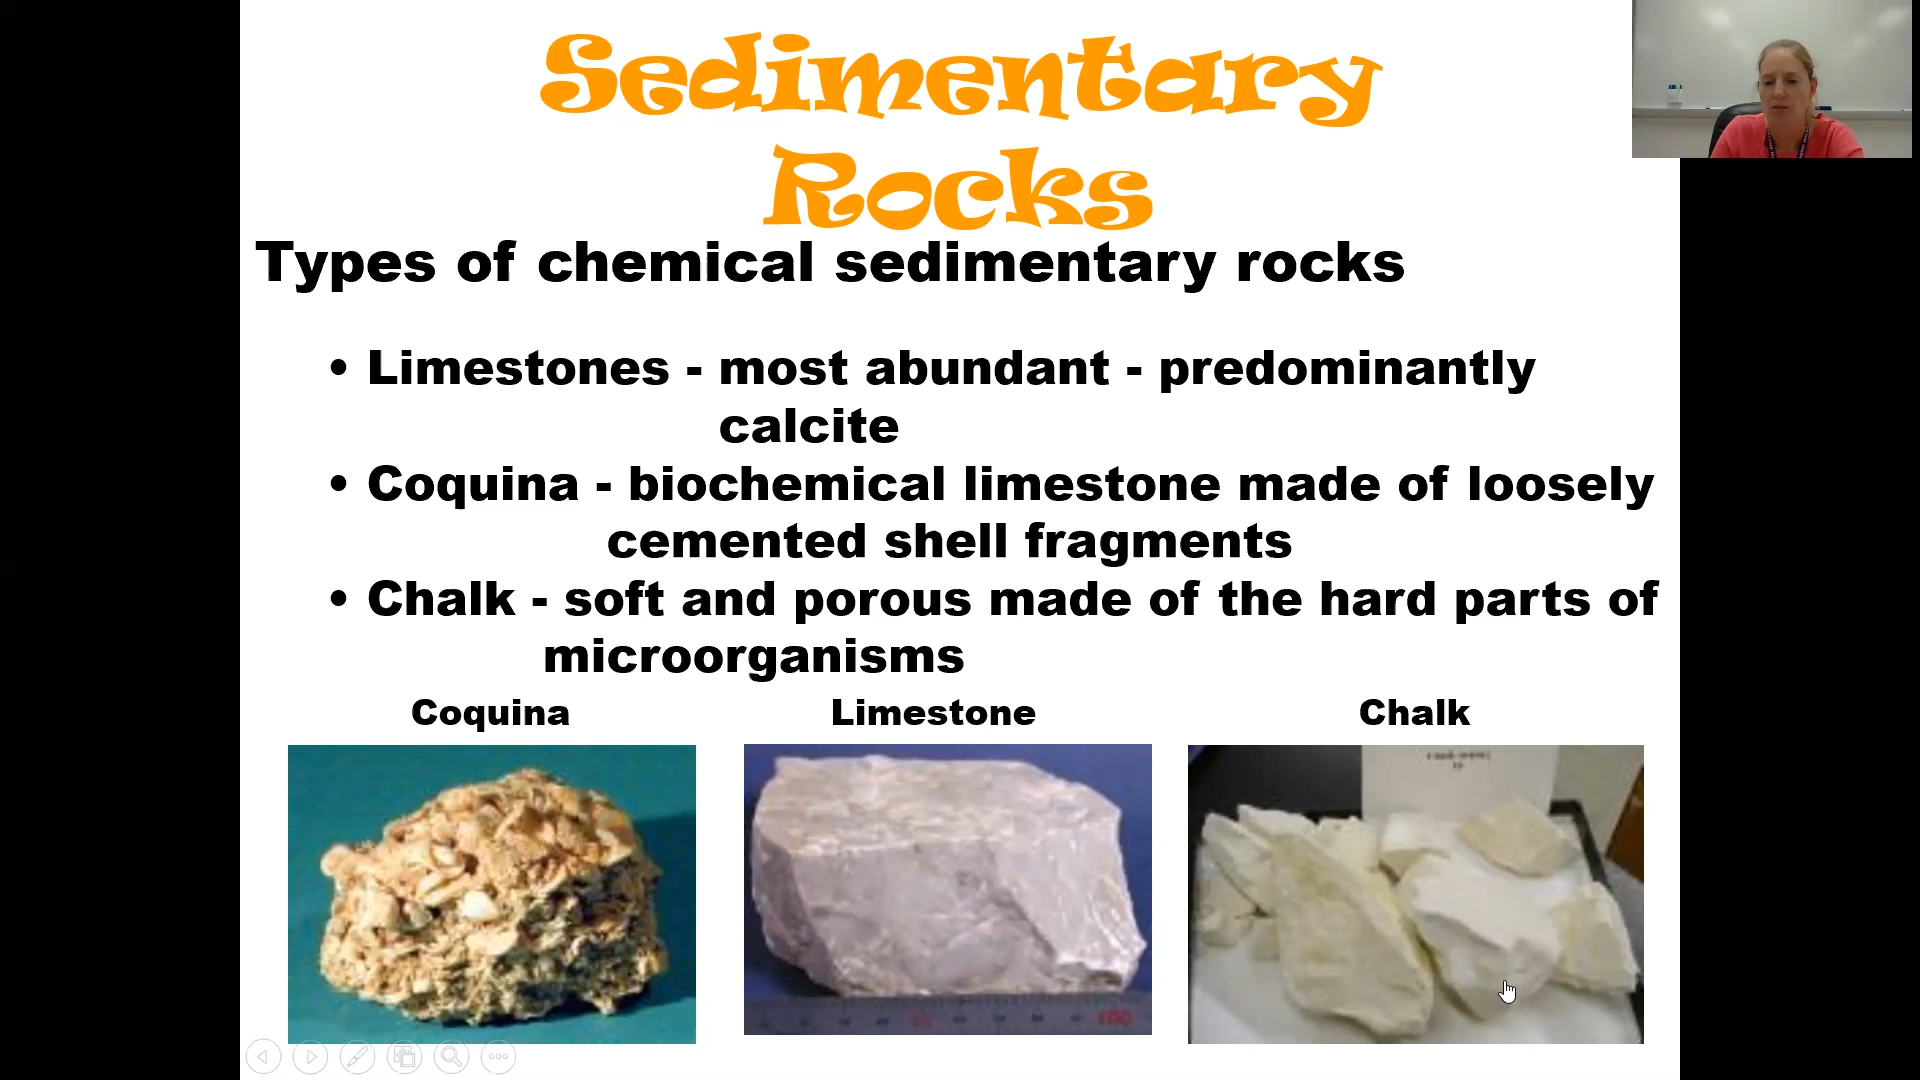 Sedimentary
Rocks
Types of chemical sedimentary rocks
• Limestones - most abundant - predominantly
calcite
• Coquina - biochemical limestone made of loosely
cemented shell fragments
• Chalk - soft and porous made of the hard parts of
microorganisms
Coquina
Limestone
Chalk
100